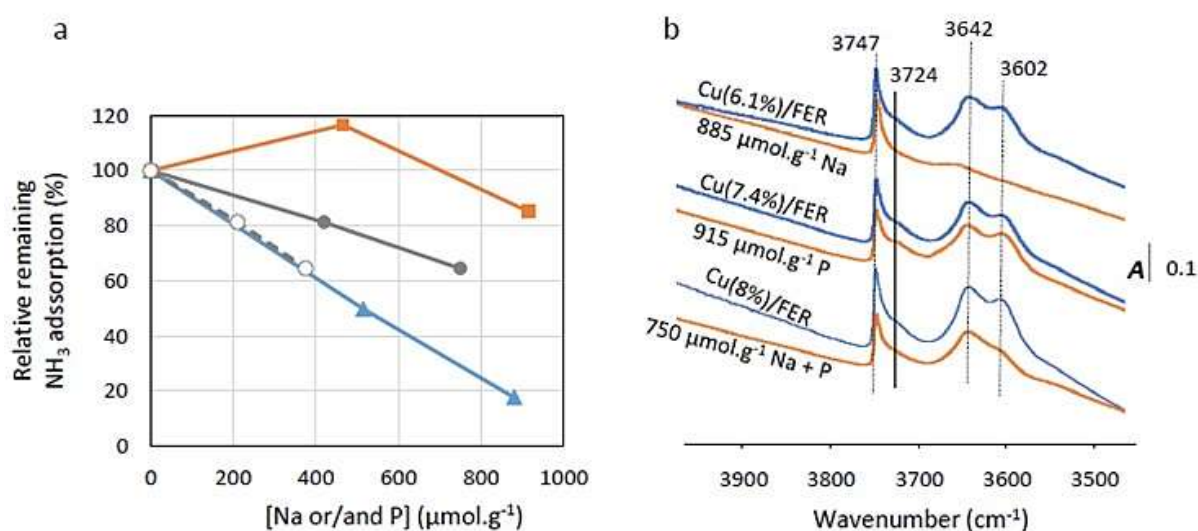 a
Relative remaining
NH₃ adssorption (%)
120
100
80
60
40
20
0
0 200 400 600 800 1000
[Na or/and P] (µmol.g⁻¹)
b
3747
3724
3642
3602
Cu(6.1%)/FER
885 µmol.g⁻¹ Na
Cu(7.4%)/FER
915 µmol.g⁻¹ P
Cu(8%)/FER
750 µmol.g⁻¹ Na + P
A 0.1
3900 3800 3700 3600 3500
Wavenumber (cm⁻¹)